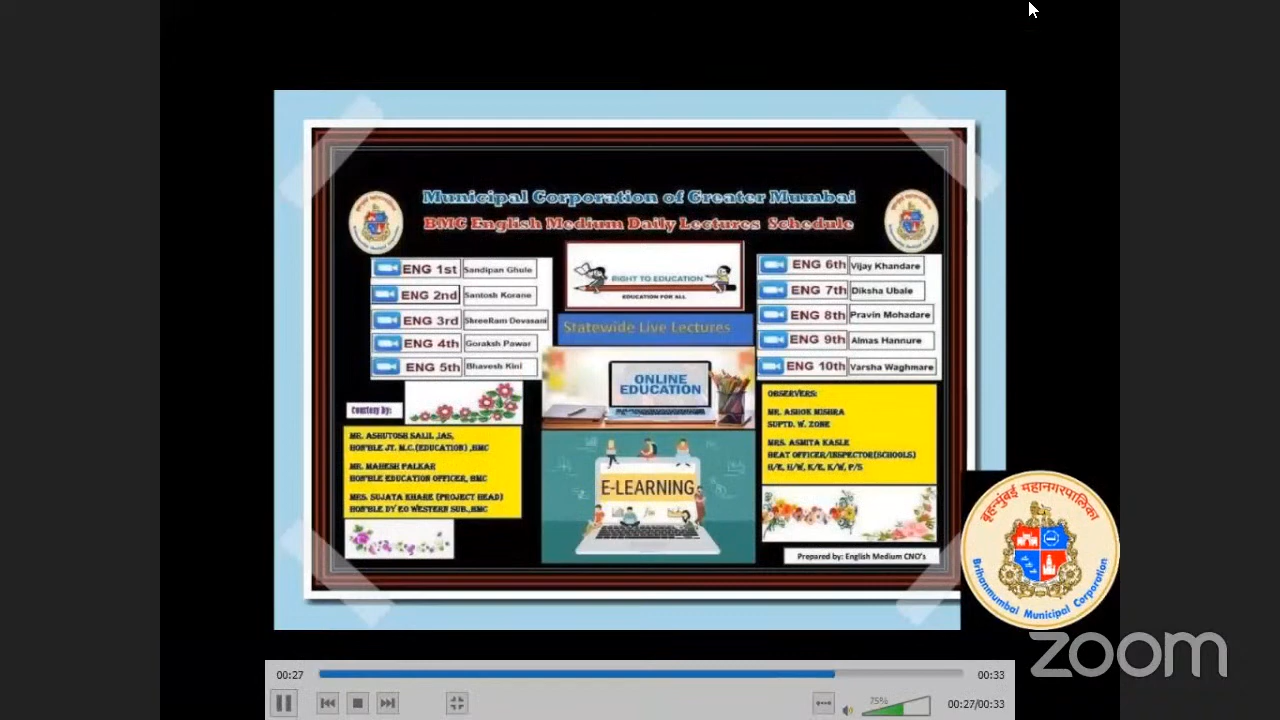 Municipal Corporation of Greater Mumbai
BMC English Medium Daily Lectures Schedule
ENG 1st Sandipan Ghule
ENG 2nd Santosh Korane
ENG 3rd ShreeRam Devasani
ENG 4th Goraksh Pawar
ENG 5th Bhavesh Kini
RIGHT TO EDUCATION
EDUCATION FOR ALL
Statewide Live Lectures
ONLINE
EDUCATION
E-LEARNING
ENG 6th Vijay Khandare
ENG 7th Diksha Ubale
ENG 8th Pravin Mohadare
ENG 9th Almas Hannure
ENG 10th Varsha Waghmare
Courtesy by:
MR. ASHUTOSH SALIL ,IAS,
HON'BLE JT. M.C.(EDUCATION) ,BMC
MR. MAHESH PALKAR
HON'BLE EDUCATION OFFICER, BMC
MRS. SUJATA KHARE (PROJECT HEAD)
HON'BLE DY EO WESTERN SUB.,BMC
OBSERVERS:
MR. ASHOK MISHRA
SUPTD. W. ZONE
MRS. ASMITA KASLE
BEAT OFFICER/INSPECTOR(SCHOOLS)
H/E, H/W, K/E, K/W, P/S
Prepared by: English Medium CNO's
बृहन्मुंबई महानगरपालिका
Brihanmumbai Municipal Corporation
zoom
00:27
00:33
75%
00:27/00:33